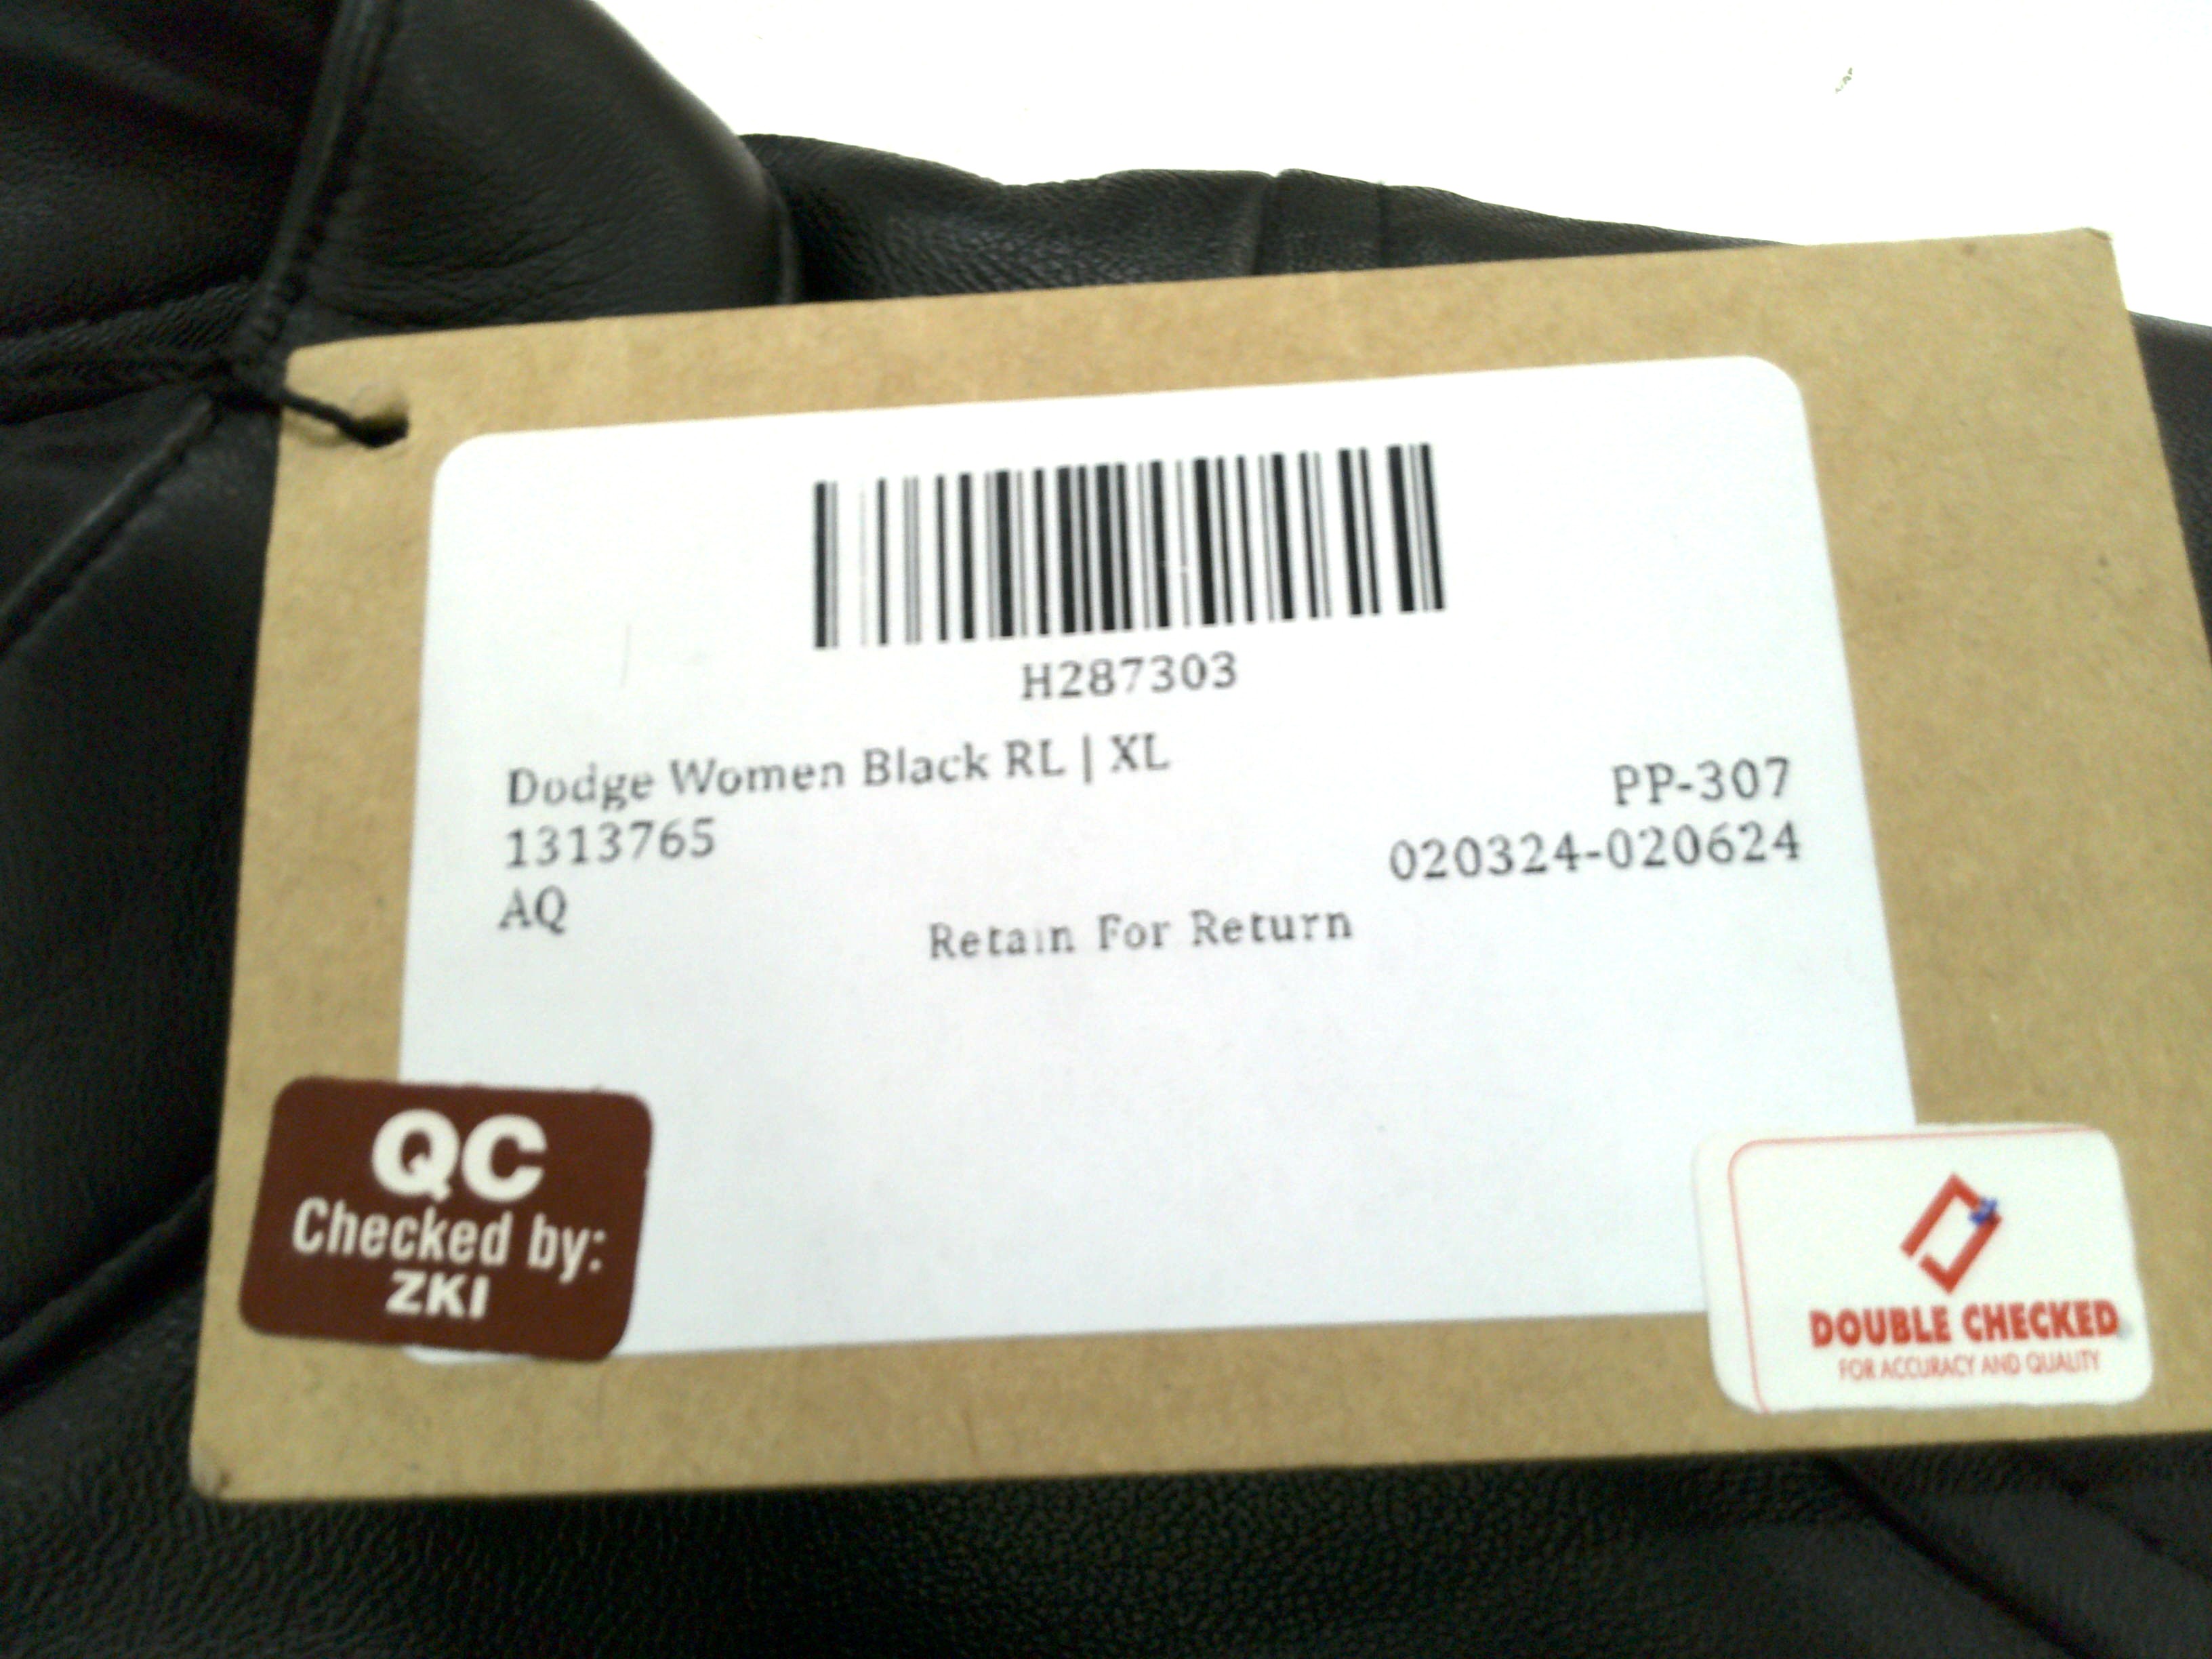 H287303
Dodge Women Black RL | XL
PP-307
1313765
020324-020624
AQ
Retain For Return
QC
Checked by:
ZKI
DOUBLE CHECKED
FOR ACCURACY AND QUALITY